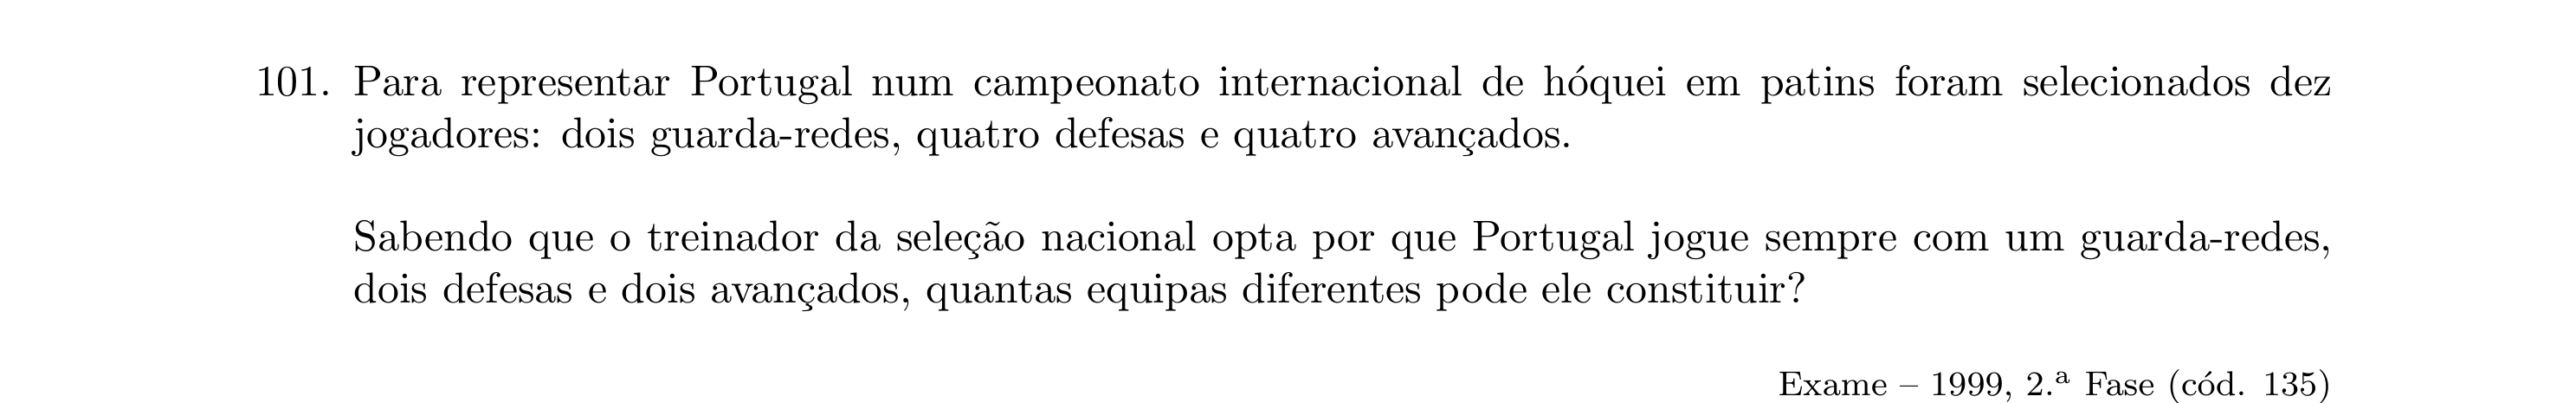 101. Para representar Portugal num campeonato internacional de hóquei em patins foram selecionados dez
jogadores: dois guarda-redes, quatro defesas e quatro avançados.
Sabendo que o treinador da seleção nacional opta por que Portugal jogue sempre com um guarda-redes,
dois defesas e dois avançados, quantas equipas diferentes pode ele constituir?
Exame – 1999, 2.ª Fase (cód. 135)